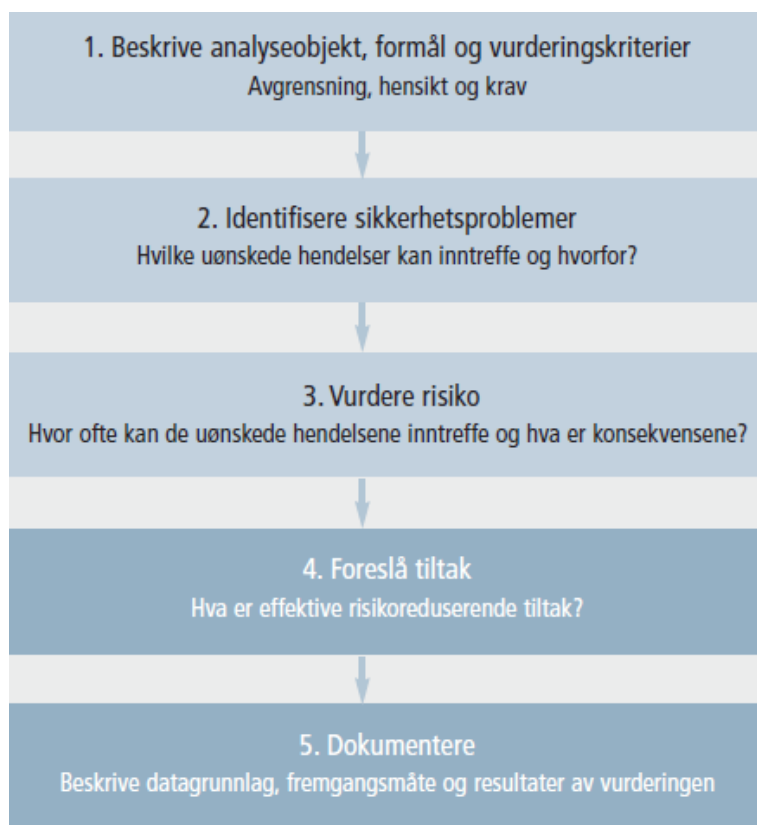 1. Beskrive analyseobjekt, formål og vurderingskriterier
Avgrensning, hensikt og krav
2. Identifisere sikkerhetsproblemer
Hvilke uønskede hendelser kan inntreffe og hvorfor?
3. Vurdere risiko
Hvor ofte kan de uønskede hendelsene inntreffe og hva er konsekvensene?
4. Foreslå tiltak
Hva er effektive risikoreduserende tiltak?
5. Dokumentere
Beskrive datagrunnlag, fremgangsmåte og resultater av vurderingen